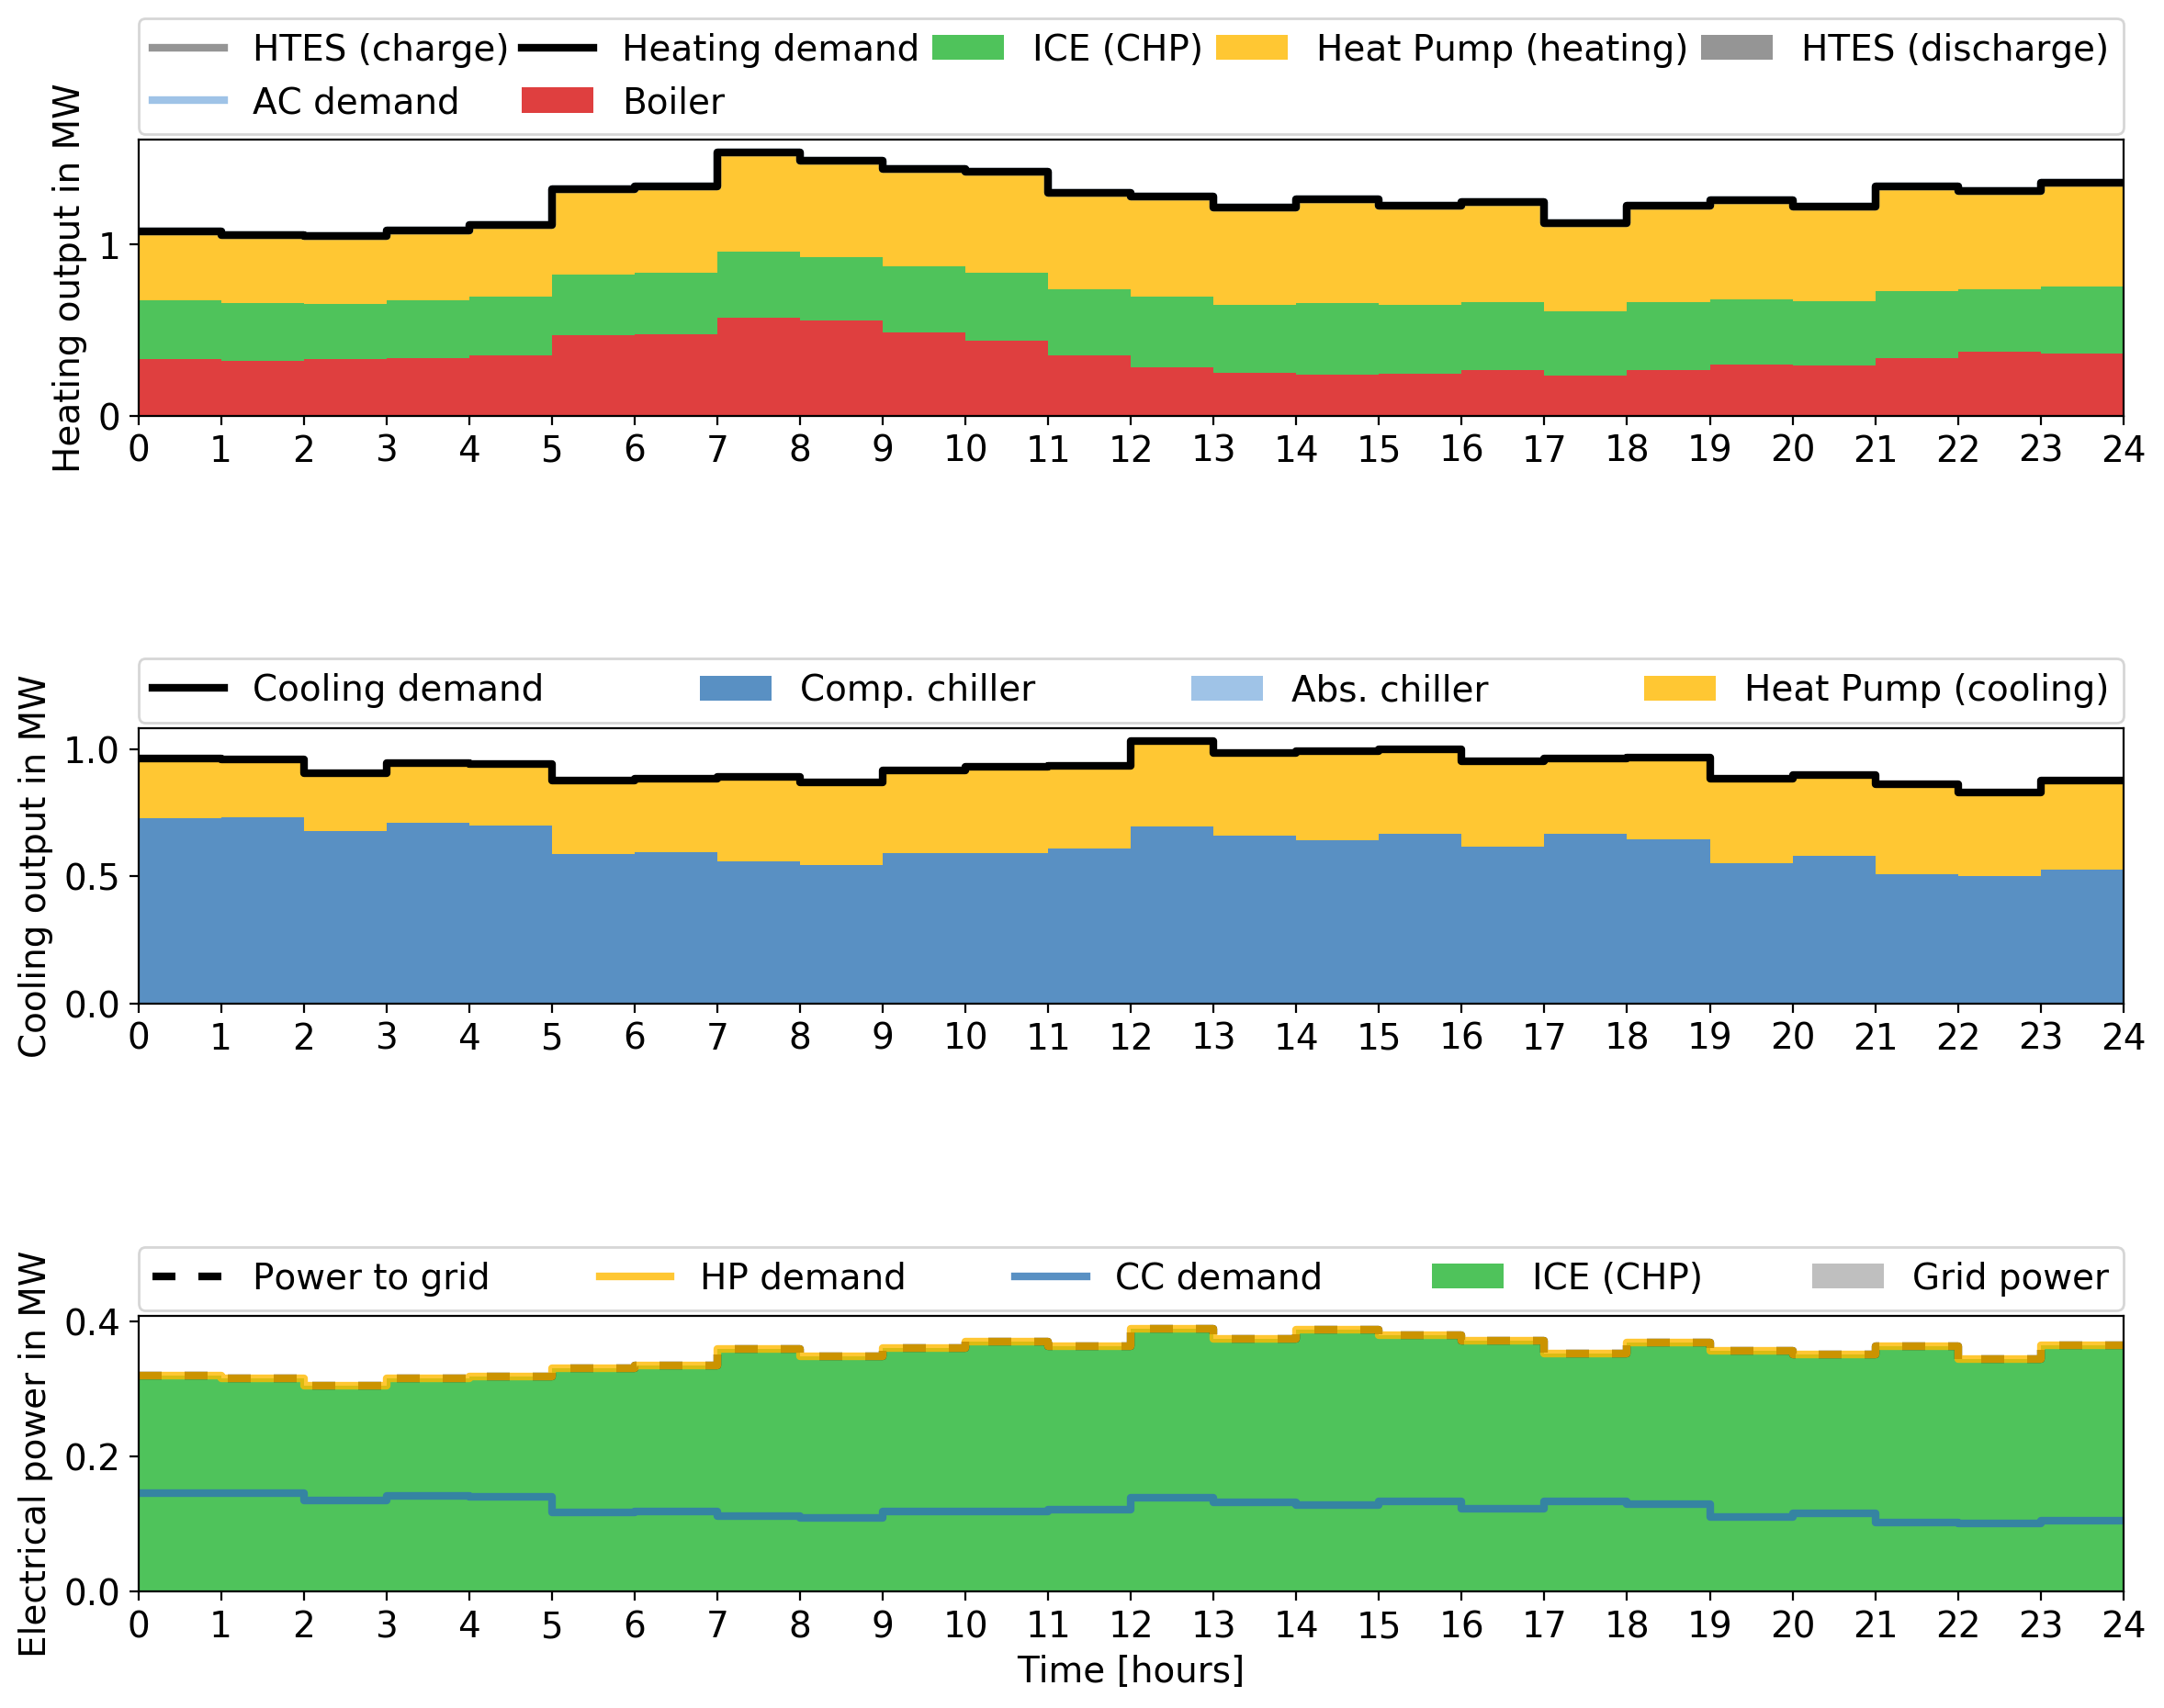 HTES (charge) Heating demand ICE (CHP) Heat Pump (heating) HTES (discharge)
AC demand Boiler
Heating output in MW
1
0
0 1 2 3 4 5 6 7 8 9 10 11 12 13 14 15 16 17 18 19 20 21 22 23 24
Cooling demand Comp. chiller Abs. chiller Heat Pump (cooling)
Cooling output in MW
1.0
0.5
0.0
0 1 2 3 4 5 6 7 8 9 10 11 12 13 14 15 16 17 18 19 20 21 22 23 24
Power to grid HP demand CC demand ICE (CHP) Grid power
Electrical power in MW
0.4
0.2
0.0
0 1 2 3 4 5 6 7 8 9 10 11 12 13 14 15 16 17 18 19 20 21 22 23 24
Time [hours]